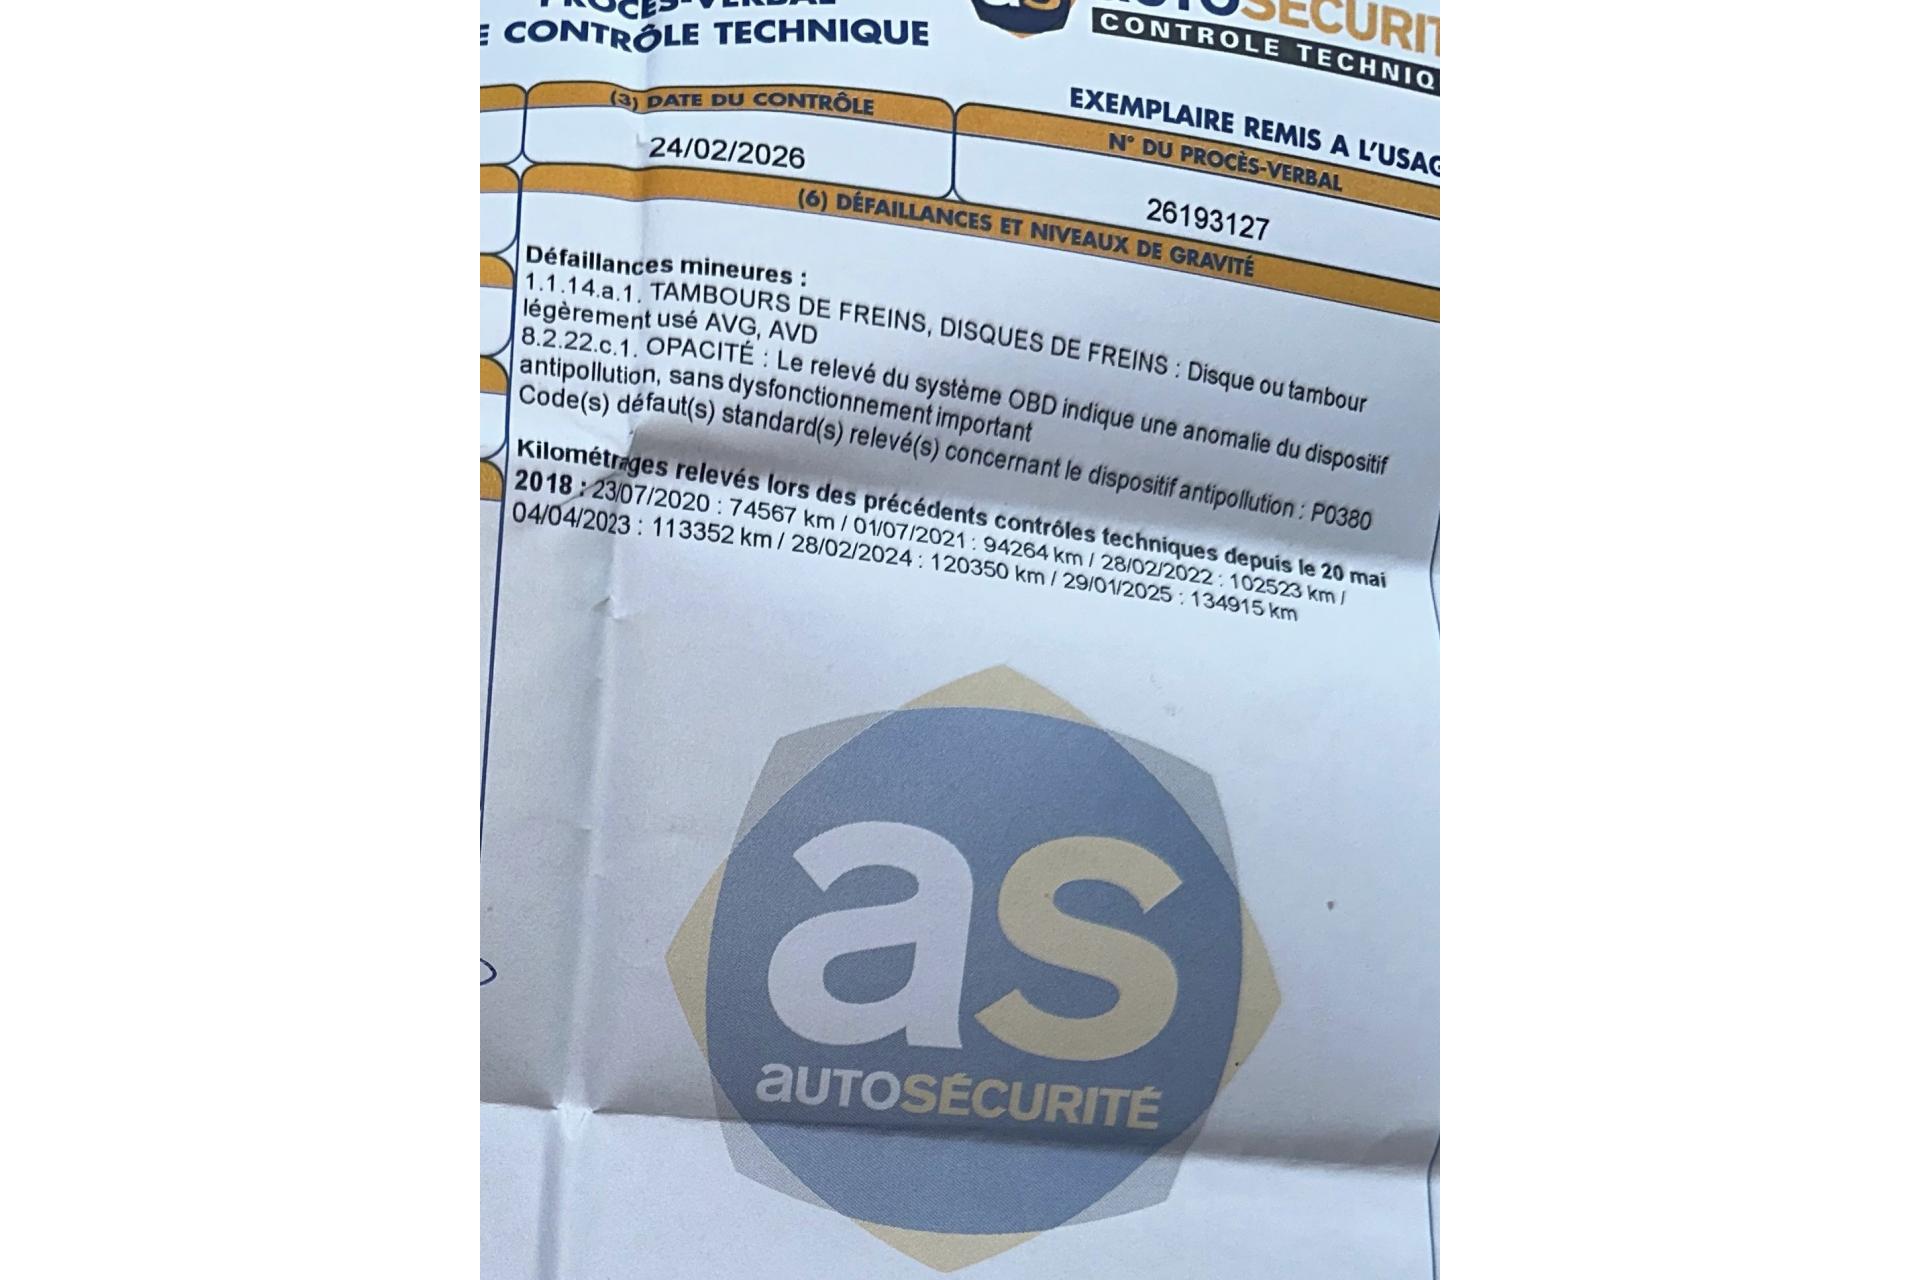 PROCÈS-VERBAL
E CONTRÔLE TECHNIQUE
as
AUTOSÉCURIT
CONTROLE TECHNIQ
EXEMPLAIRE REMIS A L'USAG
(3) DATE DU CONTRÔLE
24/02/2026
N° DU PROCÈS-VERBAL
26193127
(6) DÉFAILLANCES ET NIVEAUX DE GRAVITÉ
Défaillances mineures :
1.1.14.a.1. TAMBOURS DE FREINS, DISQUES DE FREINS : Disque ou tambour
légèrement usé AVG, AVD
8.2.22.c.1. OPACITÉ : Le relevé du système OBD indique une anomalie du dispositif
antipollution, sans dysfonctionnement important
Code(s) défaut(s) standard(s) relevé(s) concernant le dispositif antipollution : P0380
Kilométrages relevés lors des précédents contrôles techniques depuis le 20 mai
2018 : 23/07/2020 : 74567 km / 01/07/2021 : 94264 km / 28/02/2022 : 102523 km /
04/04/2023 : 113352 km / 28/02/2024 : 120350 km / 29/01/2025 : 134915 km
as
aUTOSÉCURITÉ